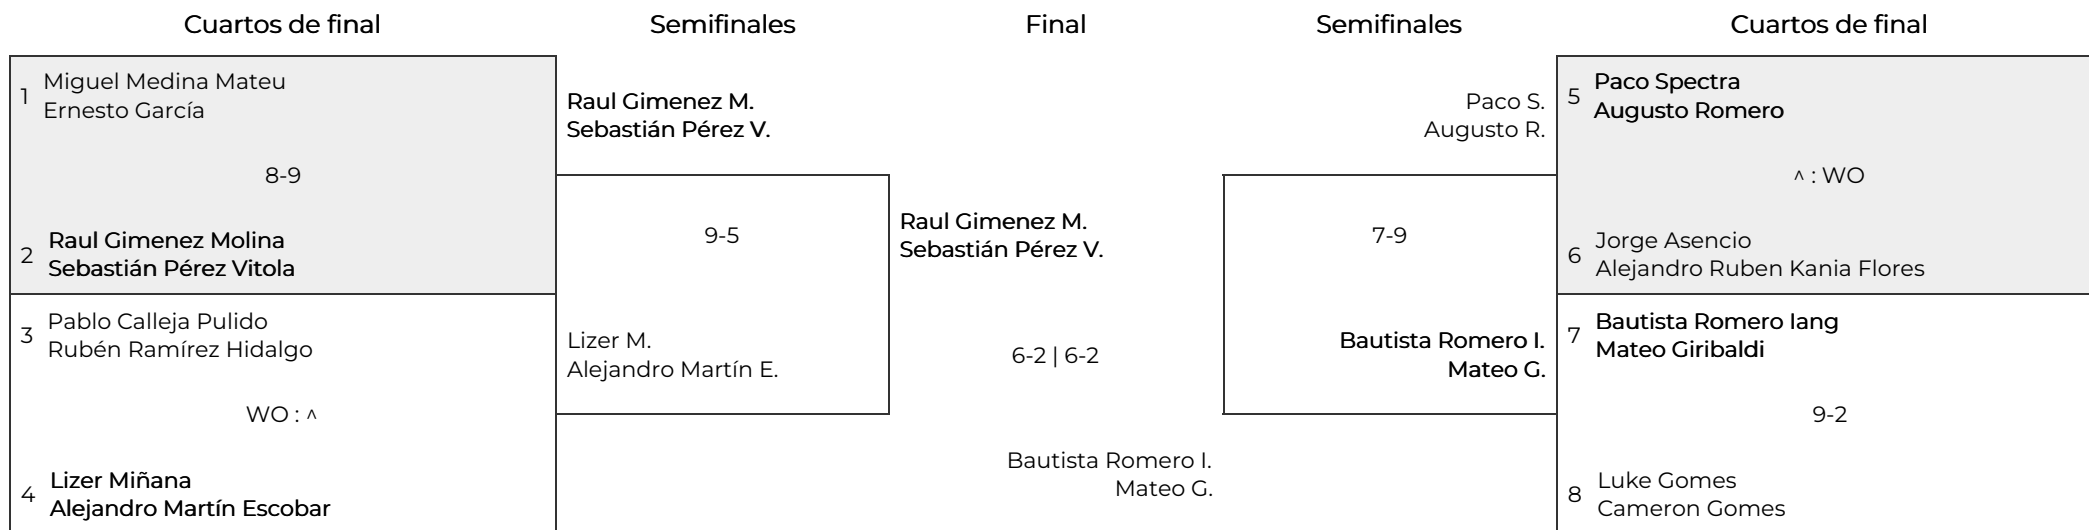 Cuartos de final
Semifinales
Final
Semifinales
Cuartos de final
1
Miguel Medina Mateu
Ernesto García
8-9
2
Raul Gimenez Molina
Sebastián Pérez Vitola
3
Pablo Calleja Pulido
Rubén Ramírez Hidalgo
WO : ^
4
Lizer Miñana
Alejandro Martín Escobar
Raul Gimenez M.
Sebastián Pérez V.
9-5
Lizer M.
Alejandro Martín E.
Raul Gimenez M.
Sebastián Pérez V.
6-2 | 6-2
Bautista Romero I.
Mateo G.
Paco S.
Augusto R.
7-9
Bautista Romero I.
Mateo G.
5
Paco Spectra
Augusto Romero
^ : WO
6
Jorge Asencio
Alejandro Ruben Kania Flores
7
Bautista Romero Iang
Mateo Giribaldi
9-2
8
Luke Gomes
Cameron Gomes